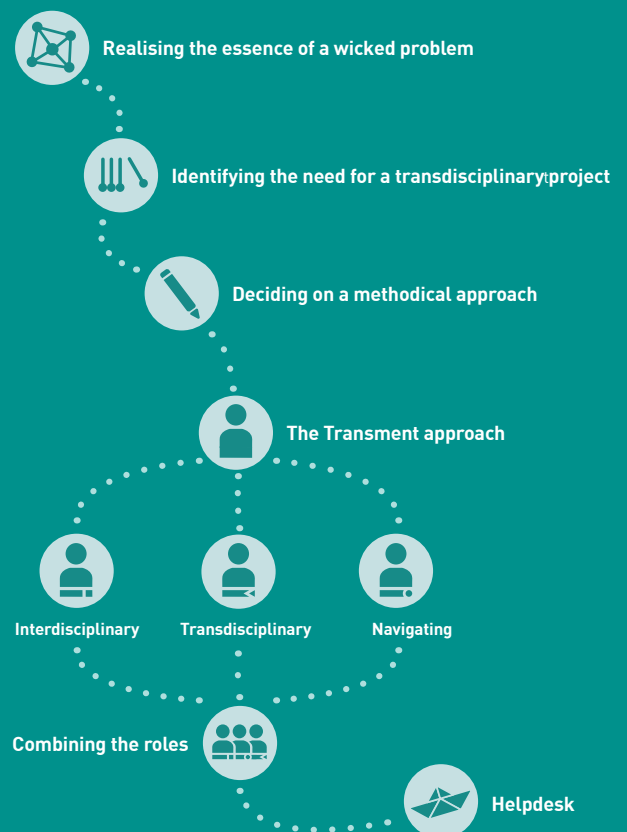 Realising the essence of a wicked problem
Identifying the need for a transdisciplinary project
Deciding on a methodical approach
The Transment approach
Interdisciplinary
Transdisciplinary
Navigating
Combining the roles
Helpdesk